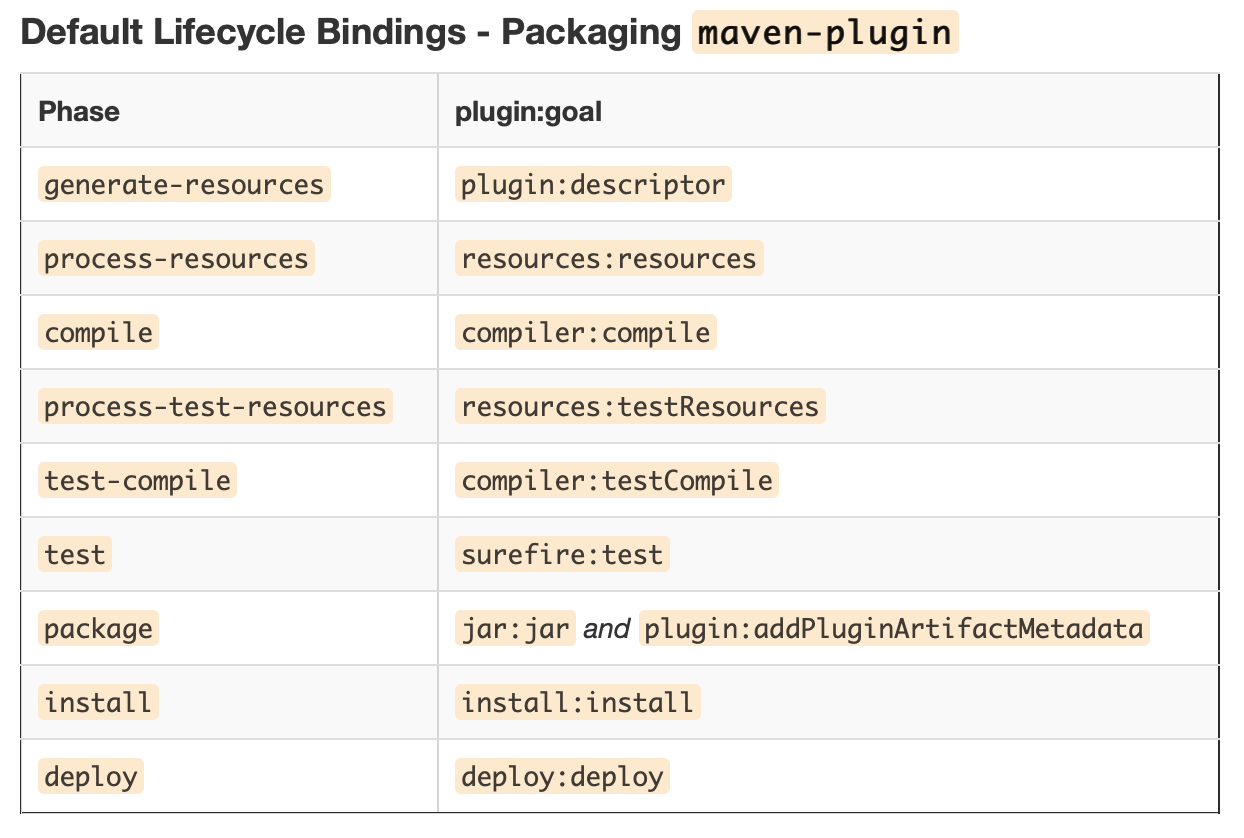 Default Lifecycle Bindings - Packaging maven-plugin
Phase plugin:goal
generate-resources plugin:descriptor
process-resources resources:resources
compile compiler:compile
process-test-resources resources:testResources
test-compile compiler:testCompile
test surefire:test
package jar:jar and plugin:addPluginArtifactMetadata
install install:install
deploy deploy:deploy